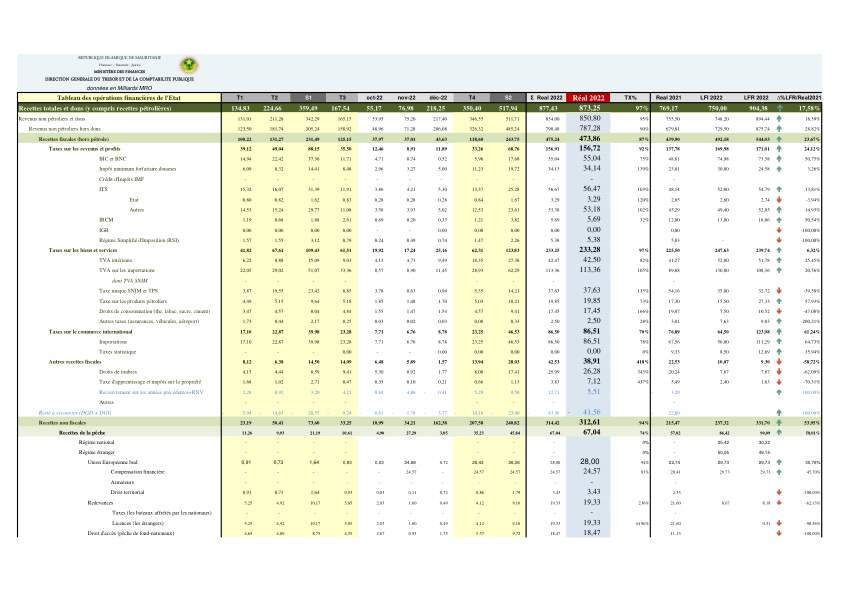 REPUBLIQUE ISLAMIQUE DE MAURITANIE
Honneur - Fraternité - Justice
MINISTÈRE DES FINANCES
DIRECTION GENERALE DU TRESOR ET DE LA COMPTABILITE PUBLIQUE
données en Milliards MRO
Tableau des opérations financières de l'Etat T1 T2 S1 T3 oct-22 nov-22 déc-22 T4 S2 Σ Real 2022 Réal 2022 TX% Real 2021 LFI 2022 LFR 2022 Δ%LFR/Real2021
Recettes totales et dons (y compris recettes pétrolières) 134,83 224,66 359,49 167,54 55,17 76,98 218,25 350,40 517,94 877,43 873,25 97% 769,17 750,00 904,38 17,58%
Revenus non pétroliers et dons 131,01 211,28 342,29 165,15 53,95 75,20 217,40 346,55 511,71 854,00 850,80 95% 755,50 740,20 894,44 18,39%
Revenus non pétroliers hors dons 123,50 181,74 305,24 158,92 48,96 71,28 206,08 326,32 485,24 790,48 787,28 90% 679,81 729,50 879,74 28,82%
Recettes fiscales (hors pétrole) 100,22 131,27 231,49 125,15 37,97 37,01 43,63 118,60 243,75 475,24 473,86 87% 439,99 492,18 544,03 23,67%
Taxes sur les revenus et profits 39,12 49,04 88,15 35,50 12,46 9,91 11,09 33,26 68,76 156,91 156,72 92% 137,78 169,98 171,01 24,12%
BIC et BNC 14,94 22,42 37,36 11,71 4,71 0,74 0,52 5,96 17,68 55,04 55,04 75% 48,81 74,98 73,58 50,75%
Impôt minimum forfaitaire douanes 8,09 0,32 14,41 8,48 2,96 3,27 5,00 11,23 19,72 34,13 34,14 139% 23,81 30,00 24,58 3,26%
Crédit d'Impôts IMF - - - - - - - - - - -
ITS 15,32 16,07 31,39 11,91 3,86 4,21 5,30 13,37 25,28 56,67 56,47 103% 48,14 52,00 54,79 13,81%
Etat 0,80 0,82 1,62 0,83 0,28 0,28 0,28 0,84 1,67 3,29 3,29 120% 2,85 2,60 2,74 -3,94%
Autres 14,53 15,24 29,77 11,08 3,58 3,93 5,02 12,53 23,61 53,38 53,18 102% 45,29 49,40 52,05 14,93%
IRCM 1,19 0,68 1,88 2,61 0,69 0,20 0,33 1,21 3,82 5,69 5,69 32% 12,00 13,00 18,06 50,54%
IGR 0,00 0,00 0,00 0,00 - 0,00 0,00 0,00 0,00 0,00 0,00 0,00 - - -100,00%
Régime Simplifié d'Imposition (RSI) 1,57 1,55 3,12 0,79 0,24 0,49 0,74 1,47 2,26 5,38 5,38 5,03 - -100,00%
Taxes sur les biens et services 41,82 67,61 109,43 61,51 19,92 17,24 25,16 62,31 123,83 233,25 233,28 97% 225,50 247,63 239,74 6,32%
TVA intérieure 6,22 8,88 15,09 9,03 4,13 4,73 9,49 18,35 27,38 42,47 42,50 82% 41,27 52,00 51,78 25,45%
TVA sur les importations 22,05 29,02 51,07 33,36 8,57 8,90 11,45 28,93 62,29 113,36 113,36 105% 89,88 130,00 108,36 20,56%
dont TVA SNIM - - - - - - - - - - -
Taxe unique SNIM et TPS 3,87 19,55 23,42 8,85 3,78 0,63 0,94 5,35 14,21 37,63 37,63 115% 54,16 35,00 32,72 -39,58%
Taxe sur les produits pétroliers 4,49 5,15 9,64 5,18 1,85 1,48 1,70 5,03 10,21 19,85 19,85 73% 17,30 15,50 27,33 57,93%
Droits de consommation (thé, tabac, sucre, ciment) 3,47 4,57 8,04 4,84 1,55 1,47 1,54 4,57 9,41 17,45 17,45 166% 19,87 7,50 10,52 -47,08%
Autres taxes (assurances, véhicules, aéroport) 1,73 0,44 2,17 0,25 0,03 0,02 0,03 0,08 0,33 2,50 2,50 28% 3,01 7,63 9,03 200,21%
Taxes sur le commerce international 17,10 22,87 39,98 23,28 7,71 6,76 8,78 23,25 46,53 86,51 86,51 70% 76,89 64,50 123,98 61,24%
Importations 17,10 22,87 39,98 23,28 7,71 6,76 8,78 23,25 46,53 86,51 86,51 78% 67,56 56,00 111,29 64,73%
Taxes statistique - - - 0,00 - - - - 0,00 0,00 0,00 0% 9,33 8,50 12,69 35,94%
Autres recettes fiscales 8,12 6,38 14,50 14,09 6,48 5,89 1,57 13,94 28,03 42,53 38,91 418% 22,53 10,07 9,30 -58,72%
Droits de timbres 4,15 4,44 8,59 9,41 5,30 0,92 1,77 8,00 17,41 25,99 26,28 345% 20,24 7,87 7,67 -62,09%
Taxe d'apprentissage et impôts sur la propriété 1,68 1,02 2,71 0,47 0,35 0,10 0,21 0,66 1,13 3,83 7,12 437% 5,49 2,40 1,63 -70,31%
Recouvrement sur les années précédentes+RNV 2,28 0,92 3,20 4,21 0,84 4,86 0,41 5,29 9,50 12,71 5,51 3,20 100,00%
Autres - - - - - - - - - -
Reste à recouvrer (DGD + DGI) - 5,94 - 14,63 - 20,57 - 9,24 - 8,61 - 1,78 - 3,77 - 14,16 - 23,40 - 43,96 - 41,56 22,80 100,00%
Recettes non fiscales 23,19 50,41 73,60 33,25 10,99 34,21 162,38 207,58 240,82 314,42 312,61 94% 215,47 237,32 331,70 53,95%
Recettes de la pêche 11,26 9,93 21,19 10,61 4,90 27,29 3,05 35,23 45,84 67,04 67,04 74% 57,02 86,42 90,09 58,01%
Régime national - - - - - - - - - - - 0% - 25,42 30,32
Régime étranger - - - - - - - - - - - 0% - 50,05 49,15
Union Européenne bnal. 0,91 0,73 1,64 0,93 0,03 24,68 0,72 25,42 26,36 28,00 28,00 94% 22,76 29,73 29,73 30,76%
Compensation financière - - - - - 24,57 - 24,57 24,57 24,57 24,57 83% 20,41 29,73 29,73 45,70%
Armateurs - - - - - - - - - - -
Droit territorial 0,91 0,73 1,64 0,93 0,03 0,11 0,72 0,86 1,79 3,43 3,43 2,35 -100,00%
Redevances 5,25 4,92 10,17 5,05 2,03 1,60 0,49 4,12 9,16 19,33 19,33 236% 21,60 8,67 8,18 -62,15%
Taxes (les bateaux affrétés par les nationaux) - - - - - - - - - - -
Licences (les étrangers) 5,25 4,92 10,17 5,05 2,03 1,60 0,49 4,12 9,16 19,33 19,33 6196% 21,60 0,31 -98,56%
Droit d'accès (pêche de fond-nationaux) 4,65 4,09 8,75 4,35 2,67 0,95 1,75 5,37 9,72 18,47 18,47 11,15 -100,00%